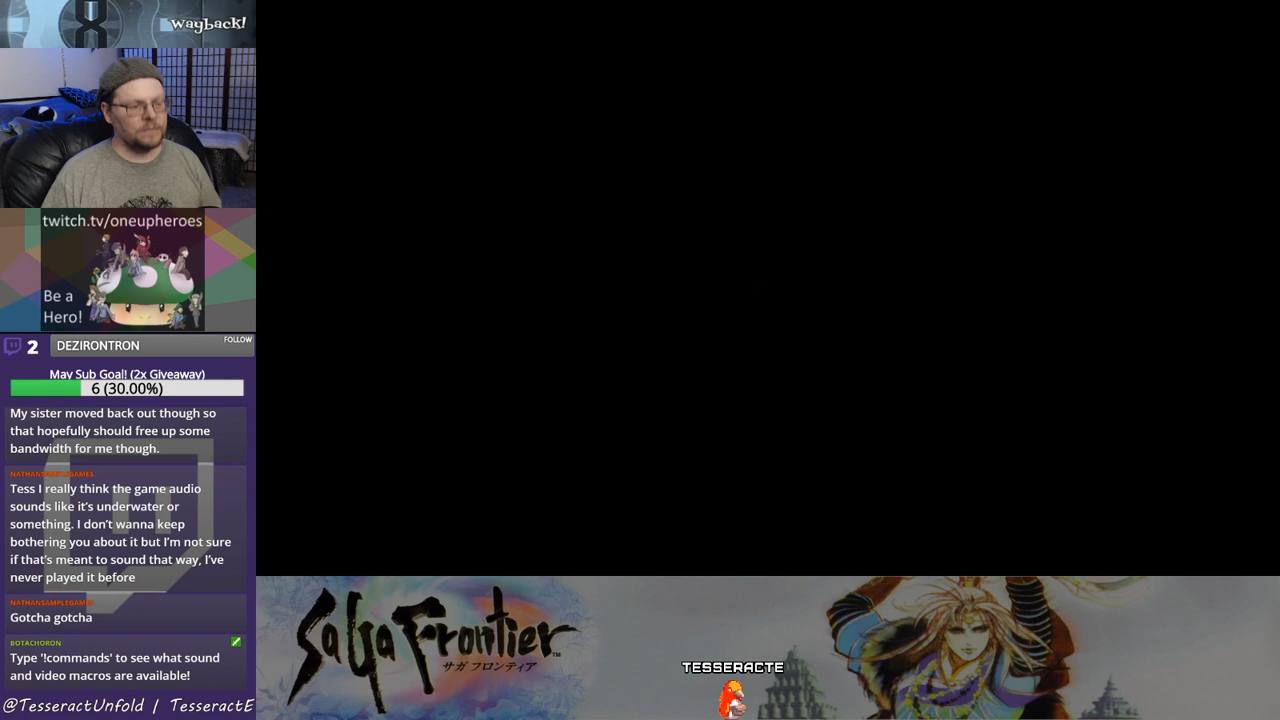 wayback!
twitch.tv/oneupheroes
Be a
Hero!
2
DEZIRONTRON
FOLLOW
May Sub Goal! (2x Giveaway)
6 (30.00%)
My sister moved back out though so
that hopefully should free up some
bandwidth for me though.
NATHANSAMPLEGAMES
Tess I really think the game audio
sounds like it's underwater or
something. I don't wanna keep
bothering you about it but I'm not sure
if that's meant to sound that way, I've
never played it before
NATHANSAMPLEGAMES
Gotcha gotcha
BOTACHORON
Type '!commands' to see what sound
and video macros are available!
@TesseractUnfold | TesseractE
SaGa Frontier™
サガ フロンティア
TESSERACTE